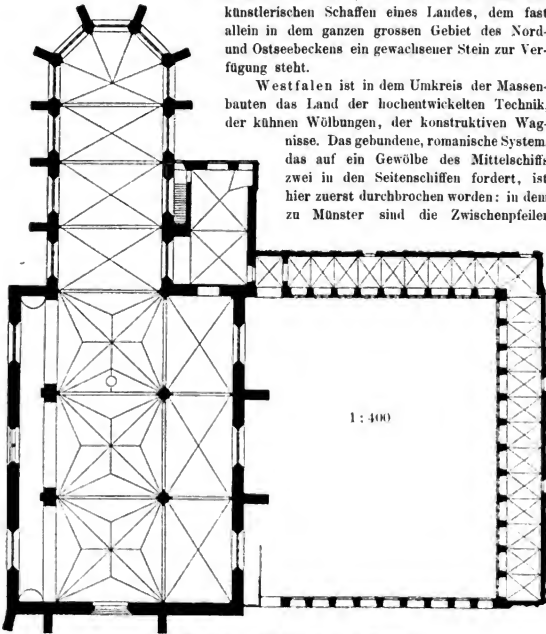 künstlerischen Schaffen eines Landes, dem fast
allein in dem ganzen grossen Gebiet des Nord-
und Ostseebeckens ein gewachsener Stein zur Ver-
fügung steht.
Westfalen ist in dem Umkreis der Massen-
bauten das Land der hochentwickelten Technik,
der kühnen Wölbungen, der konstruktiven Wag-
nisse. Das gebundene, romanische System,
das auf ein Gewölbe des Mittelschiffs
zwei in den Seitenschiffen fordert, ist
hier zuerst durchbrochen worden: in dem
zu Münster sind die Zwischenpfeiler
1 : 400